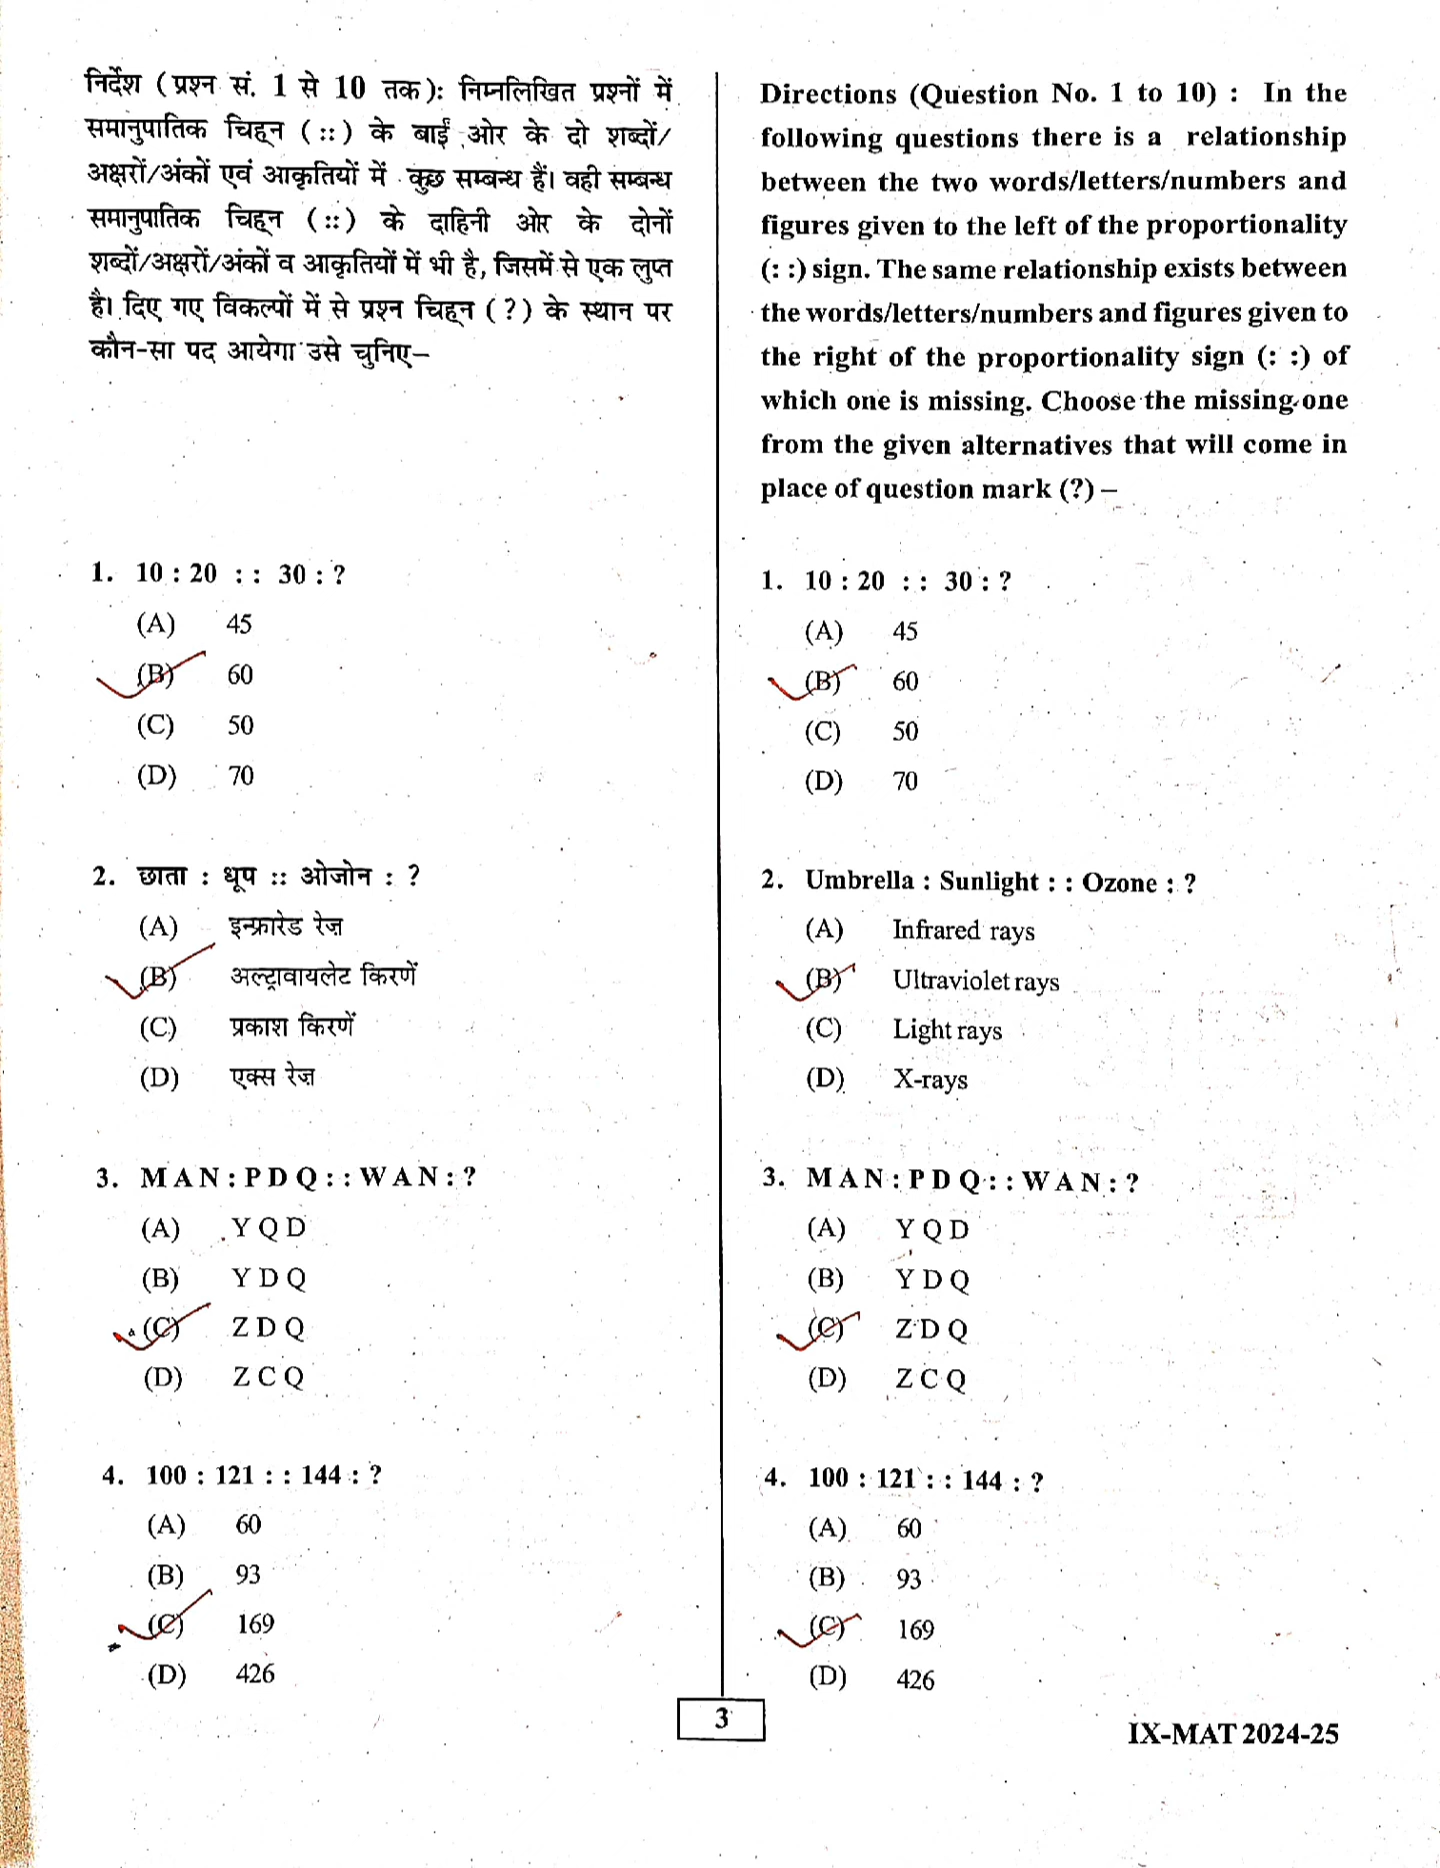 निर्देश (प्रश्न सं. 1 से 10 तक): निम्नलिखित प्रश्नों में
समानुपातिक चिह्न (::) के बाईं ओर के दो शब्दों/
अक्षरों/अंकों एवं आकृतियों में कुछ सम्बन्ध हैं। वही सम्बन्ध
समानुपातिक चिह्न (::) के दाहिनी ओर के दोनों
शब्दों/अक्षरों/अंकों व आकृतियों में भी है, जिसमें से एक लुप्त
है। दिए गए विकल्पों में से प्रश्न चिह्न (?) के स्थान पर
कौन-सा पद आयेगा उसे चुनिए–
1. 10 : 20 : : 30 : ?
(A) 45
(B) 60
(C) 50
(D) 70
2. छाता : धूप :: ओजोन : ?
(A) इन्फ्रारेड रेज़
(B) अल्ट्रावायलेट किरणें
(C) प्रकाश किरणें
(D) एक्स रेज़
3. M A N : P D Q : : W A N : ?
(A) Y Q D
(B) Y D Q
(C) Z D Q
(D) Z C Q
4. 100 : 121 : : 144 : ?
(A) 60
(B) 93
(C) 169
(D) 426
Directions (Question No. 1 to 10) : In the
following questions there is a relationship
between the two words/letters/numbers and
figures given to the left of the proportionality
(: :) sign. The same relationship exists between
the words/letters/numbers and figures given to
the right of the proportionality sign (: :) of
which one is missing. Choose the missing one
from the given alternatives that will come in
place of question mark (?) –
1. 10 : 20 : : 30 : ?
(A) 45
(B) 60
(C) 50
(D) 70
2. Umbrella : Sunlight : : Ozone : ?
(A) Infrared rays
(B) Ultraviolet rays
(C) Light rays
(D) X-rays
3. M A N : P D Q : : W A N : ?
(A) Y Q D
(B) Y D Q
(C) Z D Q
(D) Z C Q
4. 100 : 121 : : 144 : ?
(A) 60
(B) 93
(C) 169
(D) 426
3
IX-MAT 2024-25